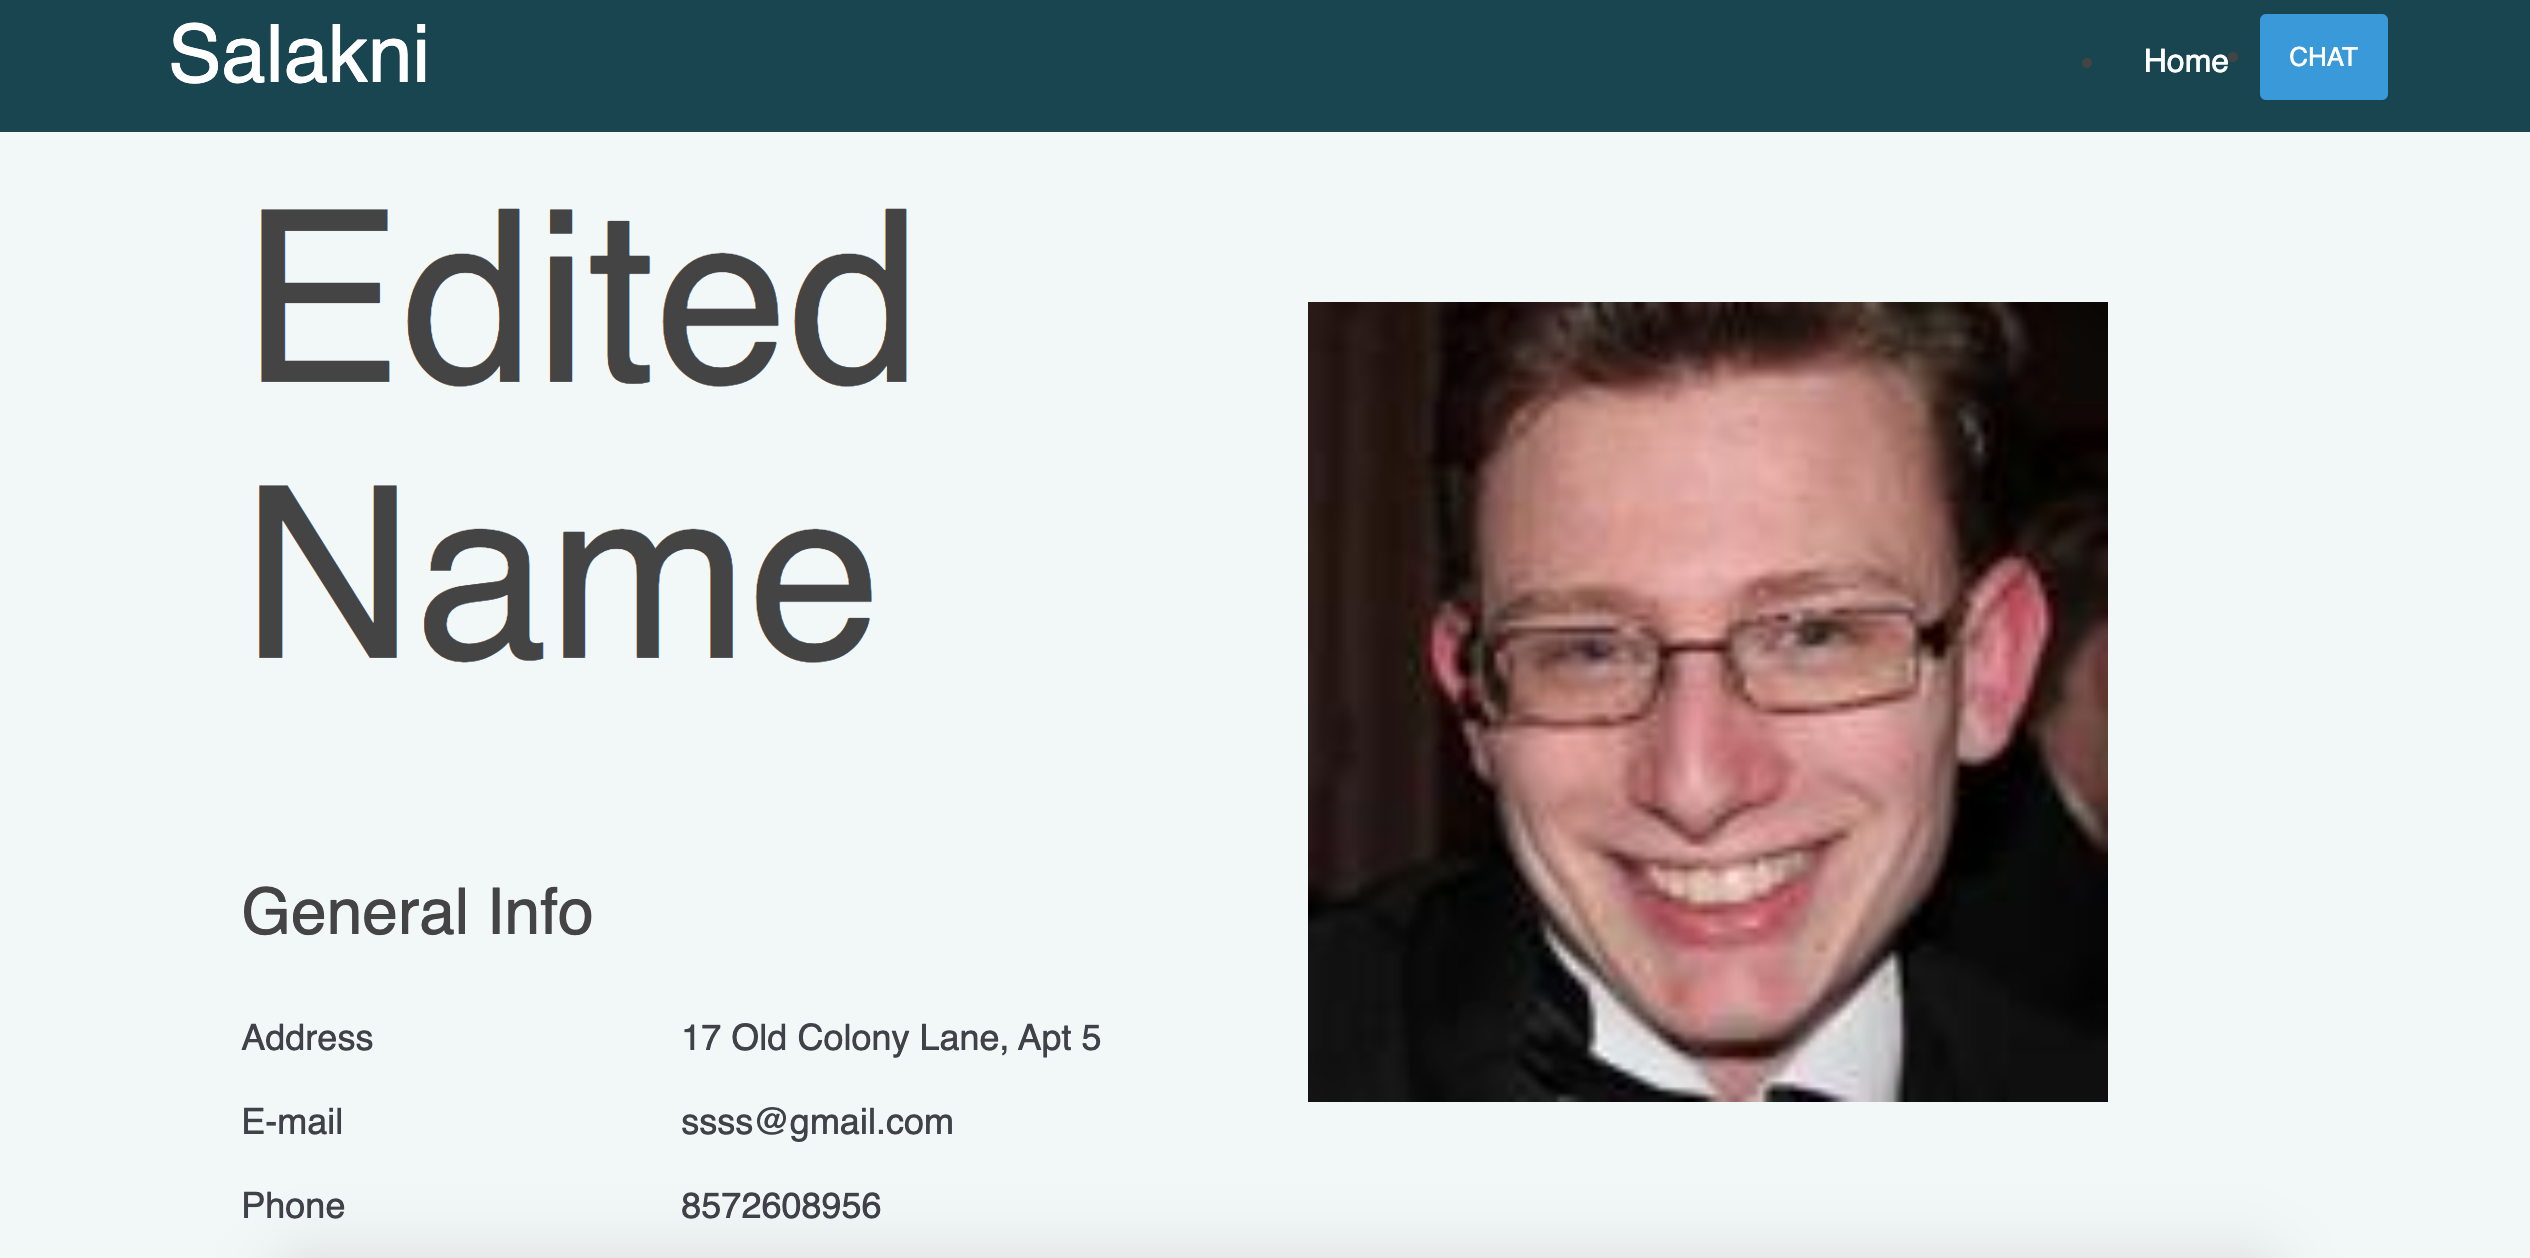 Salakni
Home
CHAT
Edited
Name
General Info
Address 17 Old Colony Lane, Apt 5
E-mail ssss@gmail.com
Phone 8572608956